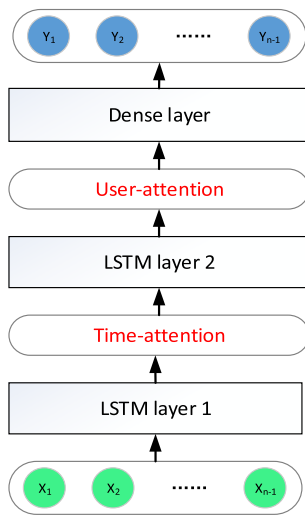 Y1 Y2 ...... Yn-1
Dense layer
User-attention
LSTM layer 2
Time-attention
LSTM layer 1
X1 X2 ...... Xn-1